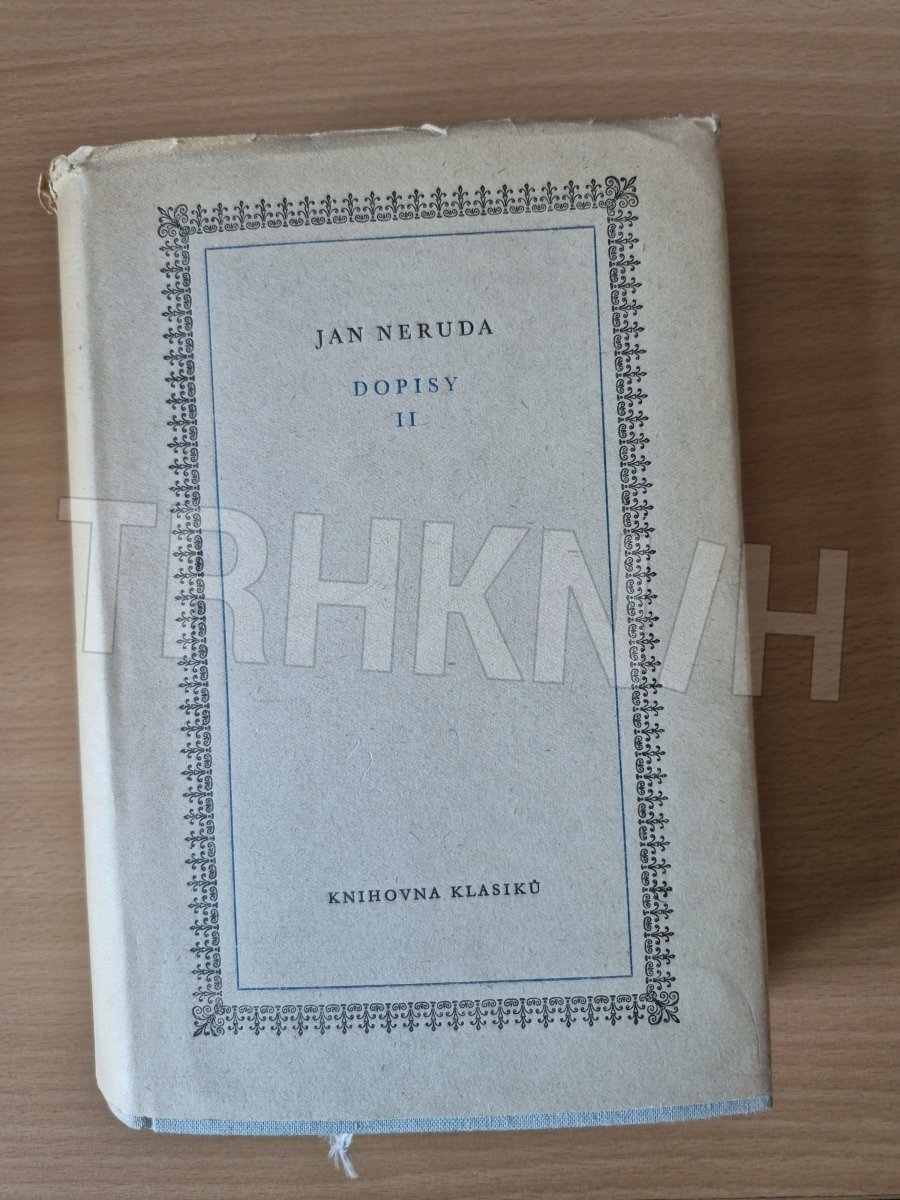 JAN NERUDA
DOPISY
II
TRHKNIH
KNIHOVNA KLASIKŮ